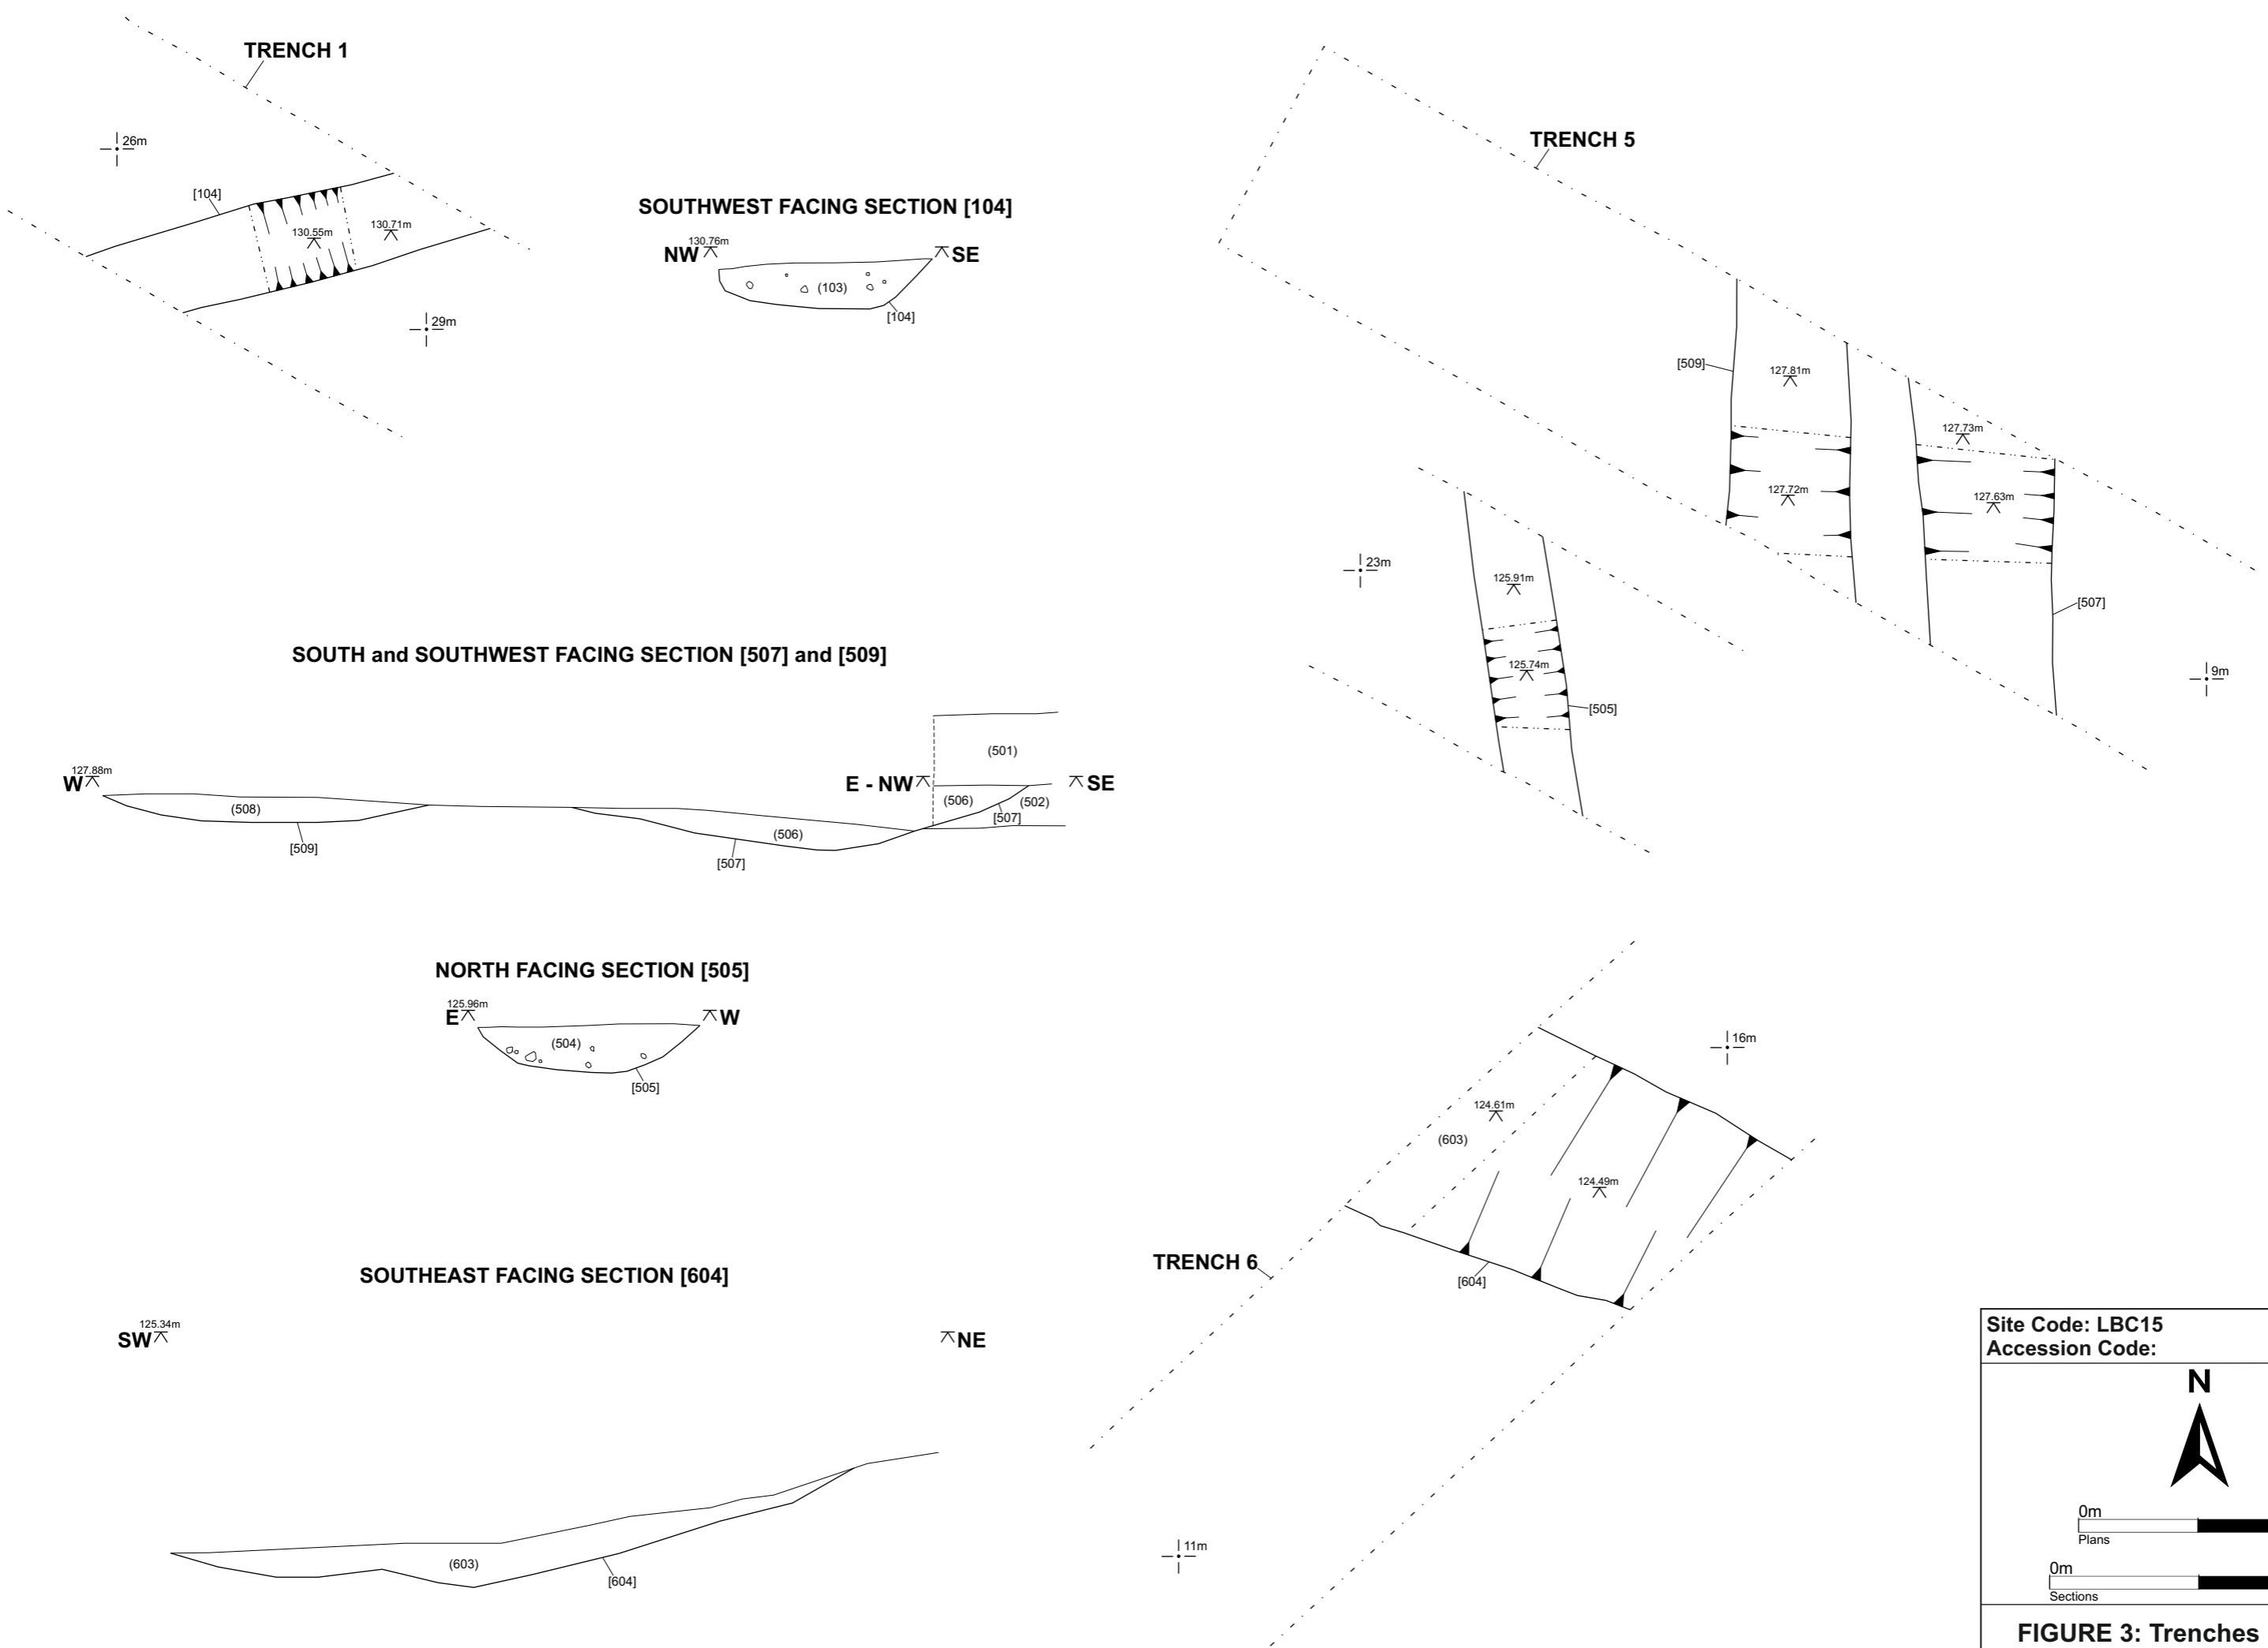 TRENCH 1
26m
[104]
130.55m
130.71m
29m
SOUTHWEST FACING SECTION [104]
130.76m
NW
SE
(103)
[104]
TRENCH 5
[509]
127.81m
127.73m
127.72m
127.63m
[507]
9m
23m
125.91m
125.74m
[505]
SOUTH and SOUTHWEST FACING SECTION [507] and [509]
127.88m
W
E - NW
SE
(501)
(508)
(506)
(502)
[507]
[509]
(506)
[507]
NORTH FACING SECTION [505]
125.96m
E
W
(504)
[505]
16m
124.61m
(603)
124.49m
TRENCH 6
[604]
11m
SOUTHEAST FACING SECTION [604]
125.34m
SW
NE
(603)
[604]
Site Code: LBC15
Accession Code:
N
0m
Plans
0m
Sections
FIGURE 3: Trenches